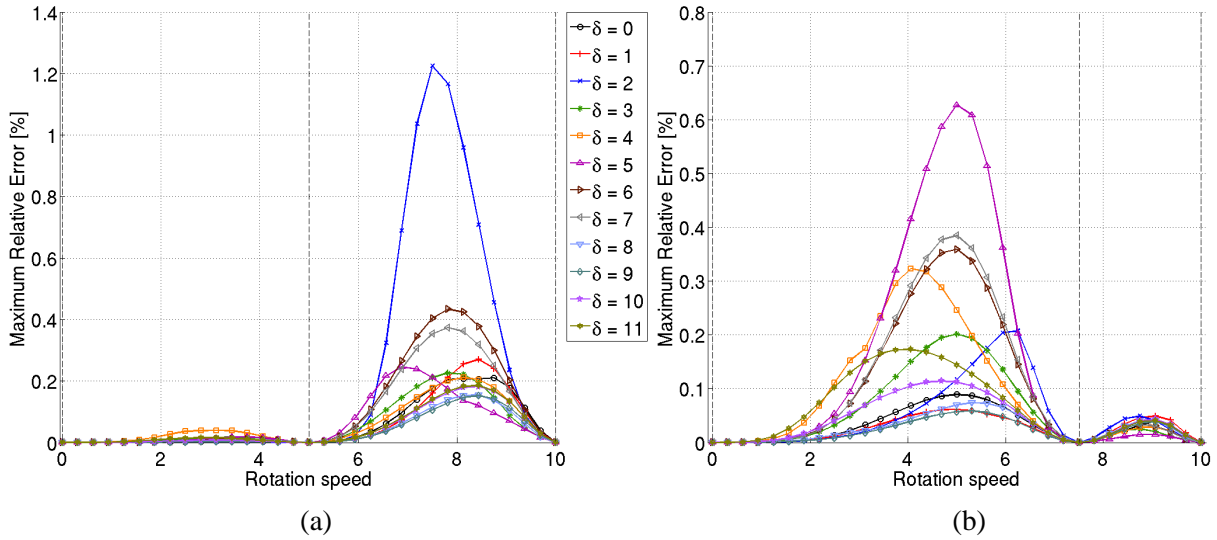 1.4
1.2
1
0.8
0.6
0.4
0.2
0
0 2 4 6 8 10
Maximum Relative Error [%]
Rotation speed
(a)
δ = 0
δ = 1
δ = 2
δ = 3
δ = 4
δ = 5
δ = 6
δ = 7
δ = 8
δ = 9
δ = 10
δ = 11
0.8
0.7
0.6
0.5
0.4
0.3
0.2
0.1
0
0 2 4 6 8 10
Maximum Relative Error [%]
Rotation speed
(b)